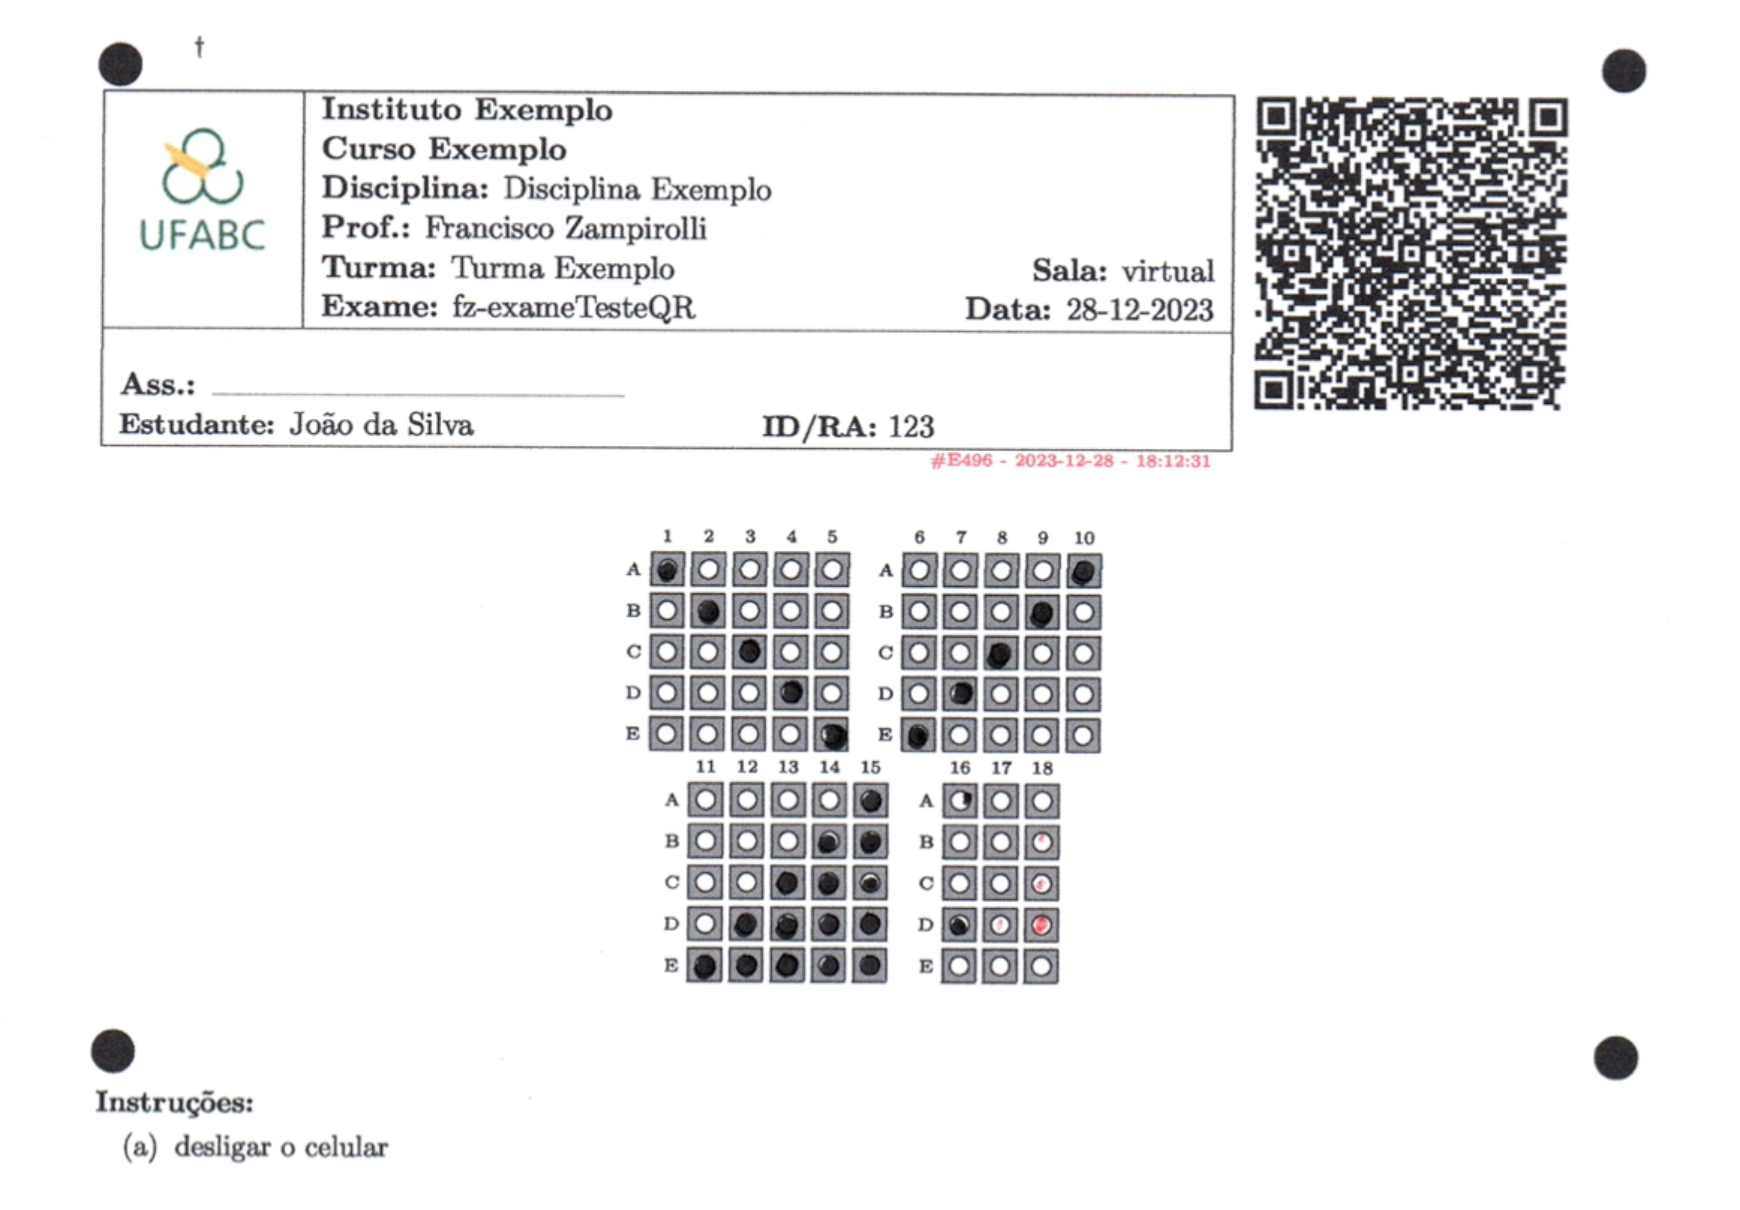 †
UFABC
Instituto Exemplo
Curso Exemplo
Disciplina: Disciplina Exemplo
Prof.: Francisco Zampirolli
Turma: Turma Exemplo Sala: virtual
Exame: fz-exameTesteQR Data: 28-12-2023
Ass.:
Estudante: João da Silva ID/RA: 123
#E496 - 2023-12-28 - 18:12:31
1 2 3 4 5 6 7 8 9 10
A A
B B
C C
D D
E E
11 12 13 14 15 16 17 18
A A
B B
C C
D D
E E
Instruções:
(a) desligar o celular